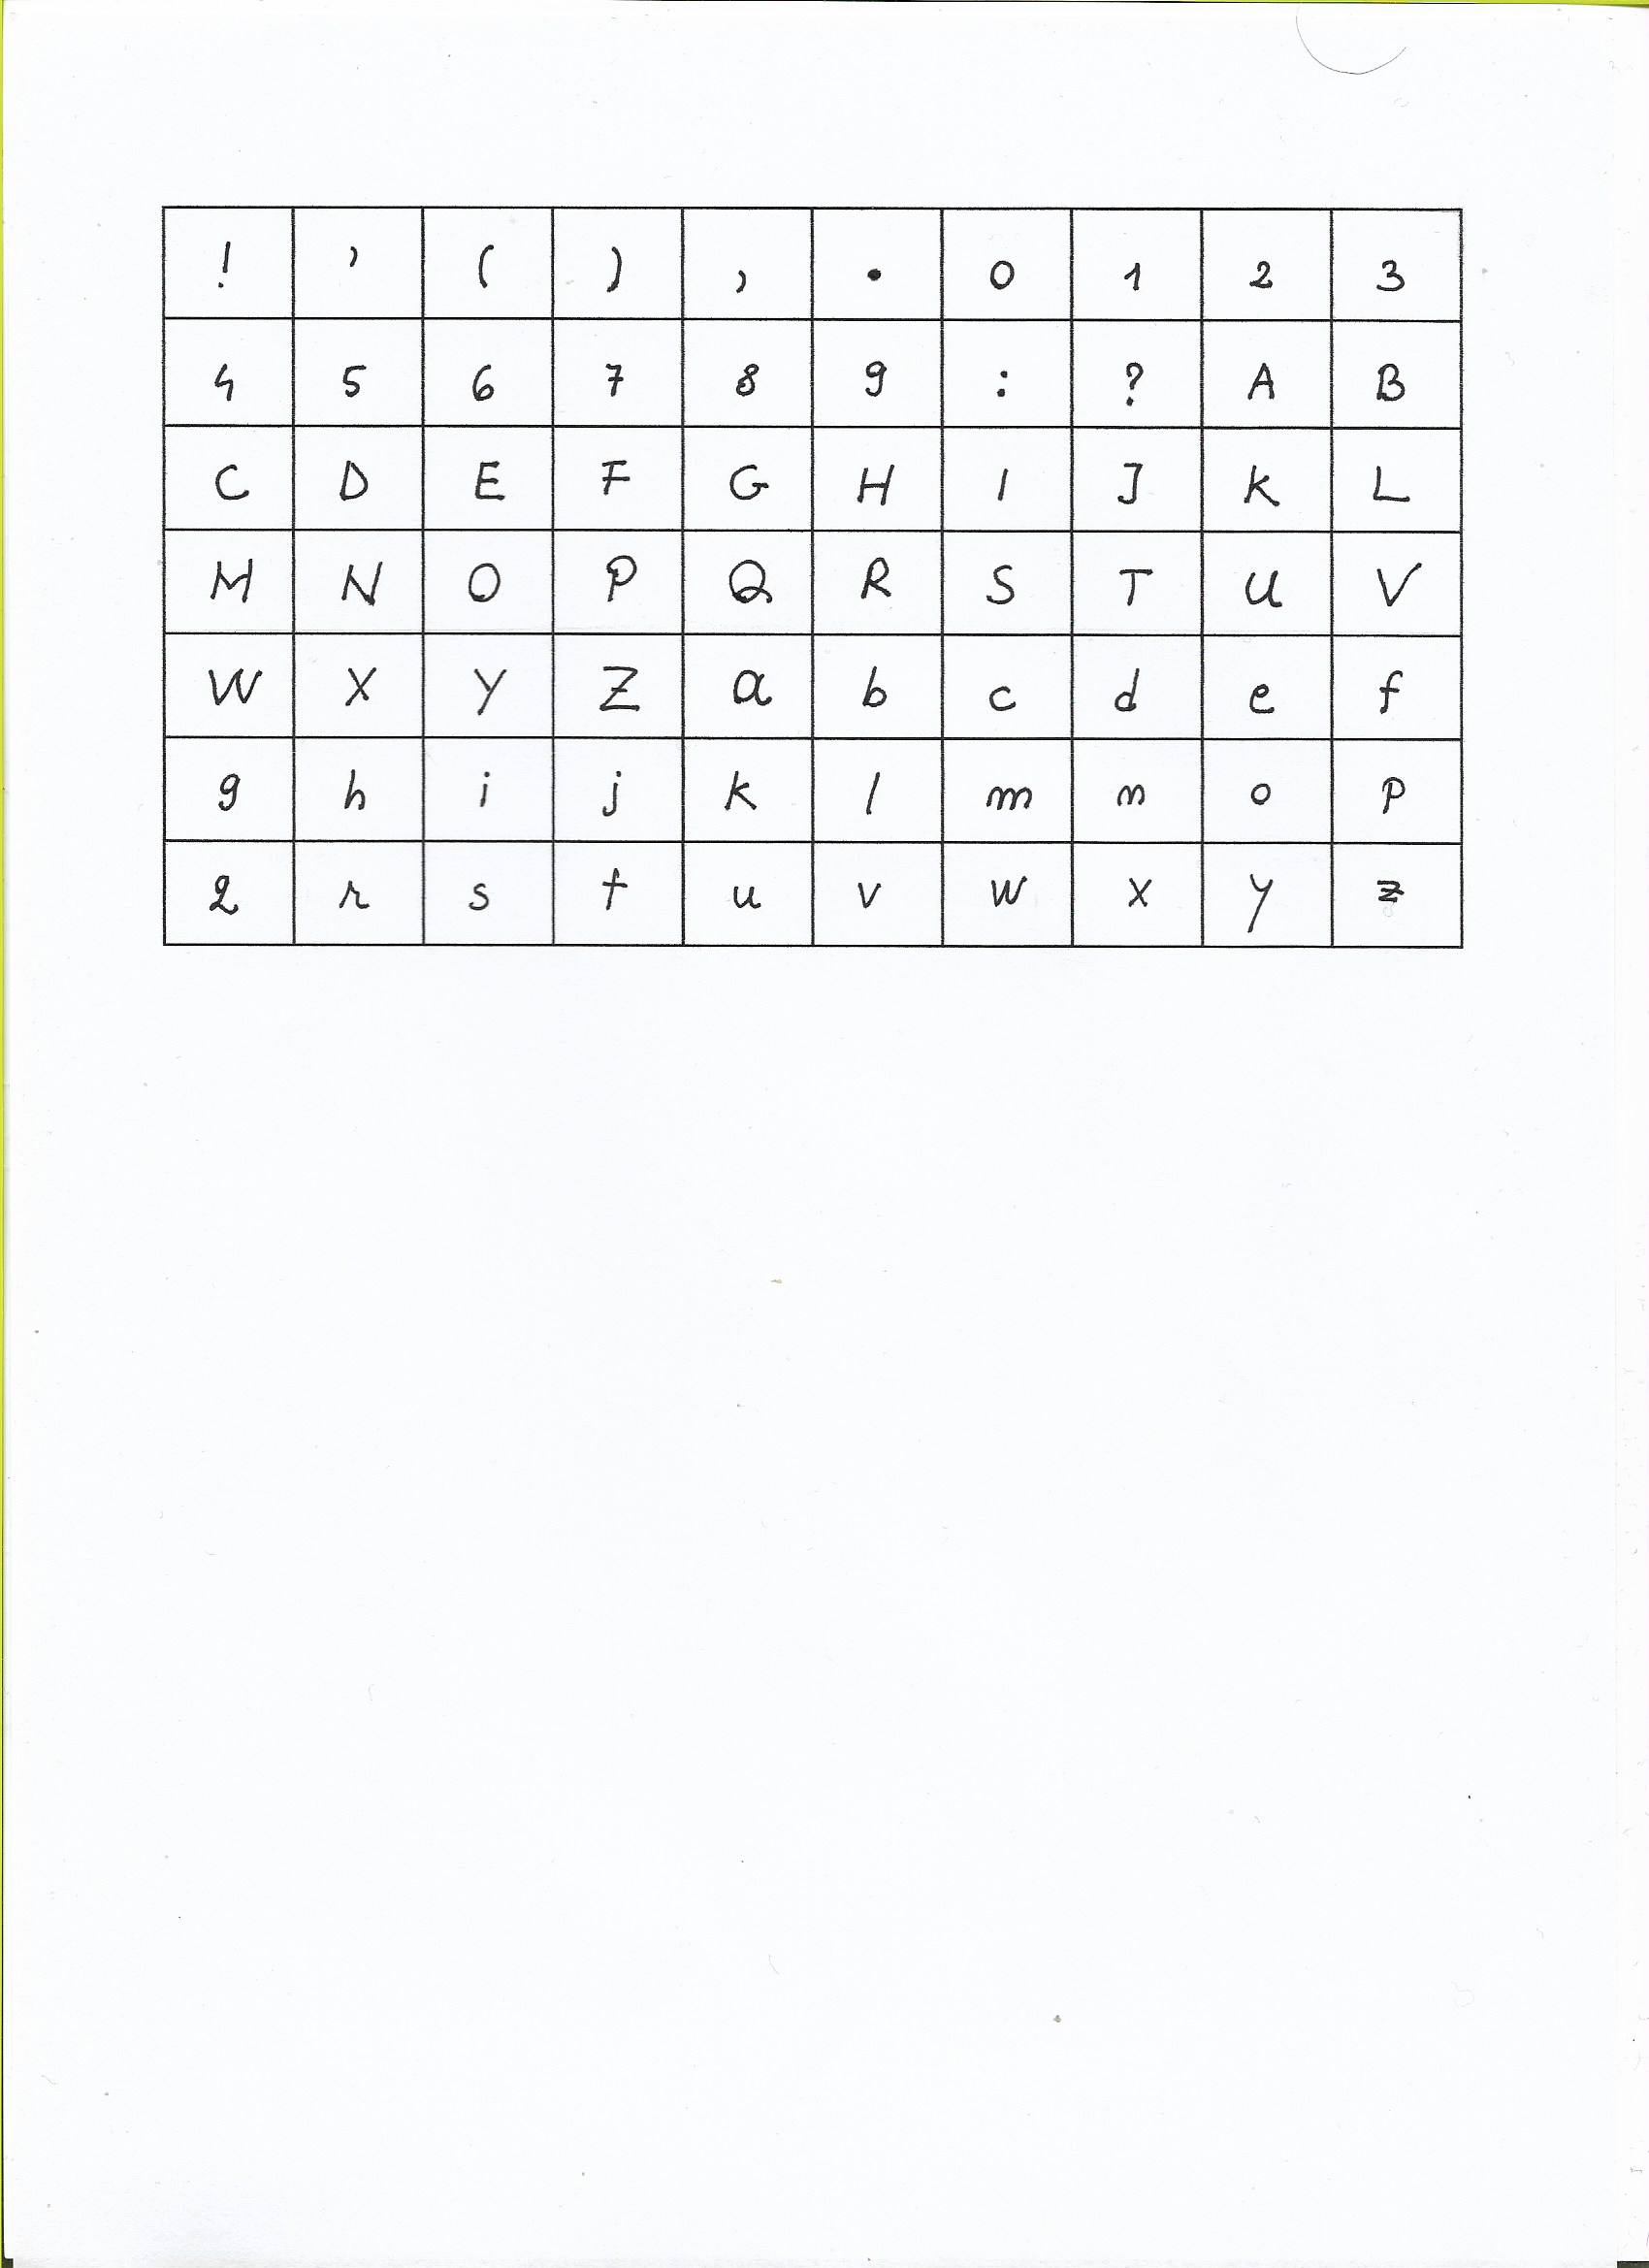 ! ' ( ) , . 0 1 2 3
4 5 6 7 8 9 : ? A B
C D E F G H I J K L
M N O P Q R S T U V
W X Y Z a b c d e f
g h i j k l m n o p
q r s t u v w x y z